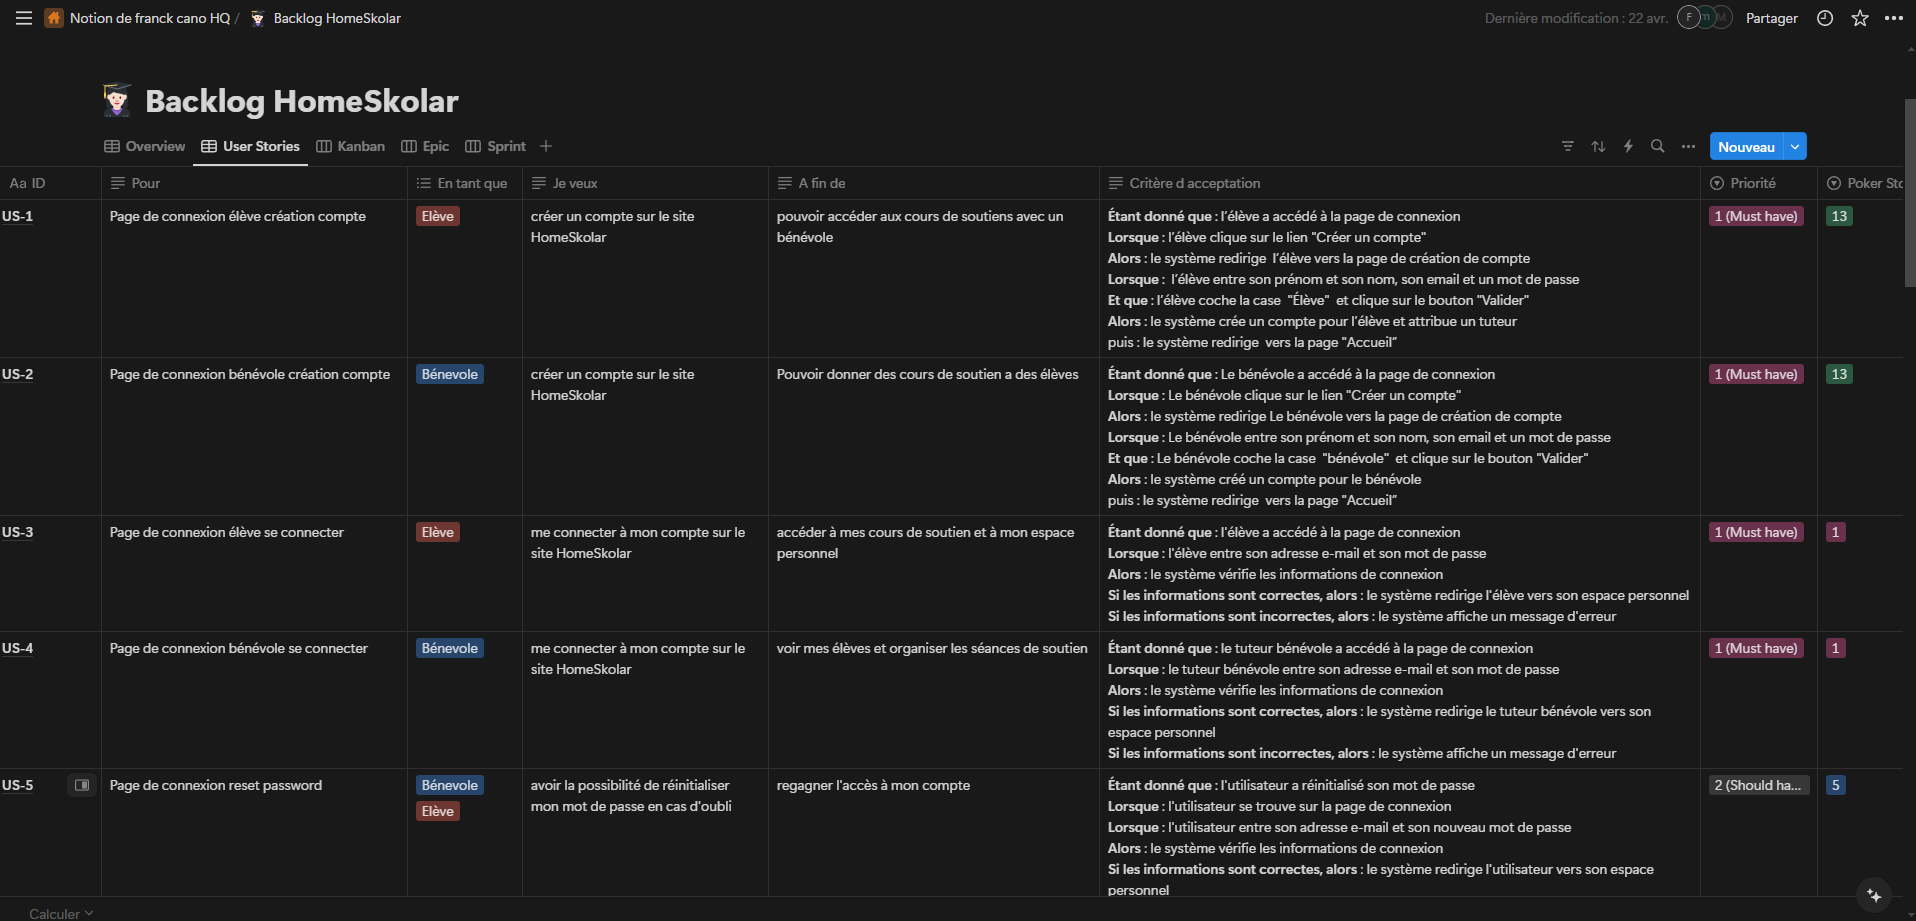 Notion de franck cano HQ / Backlog HomeSkolar
Dernière modification : 22 avr.
F
m
M
Partager
Backlog HomeSkolar
Overview
User Stories
Kanban
Epic
Sprint
Nouveau
Aa ID
Pour
En tant que
Je veux
A fin de
Critère d acceptation
Priorité
Poker Sto
US-1
Page de connexion élève création compte
Elève
créer un compte sur le site
HomeSkolar
pouvoir accéder aux cours de soutiens avec un
bénévole
Étant donné que : l’élève a accédé à la page de connexion
Lorsque : l’élève clique sur le lien "Créer un compte"
Alors : le système redirige  l’élève vers la page de création de compte
Lorsque :  l’élève entre son prénom et son nom, son email et un mot de passe
Et que : l’élève coche la case  "Élève"  et clique sur le bouton "Valider"
Alors : le système crée un compte pour l’élève et attribue un tuteur
puis : le système redirige  vers la page "Accueil”
1 (Must have)
13
US-2
Page de connexion bénévole création compte
Bénevole
créer un compte sur le site
HomeSkolar
Pouvoir donner des cours de soutien a des élèves
Étant donné que : Le bénévole a accédé à la page de connexion
Lorsque : Le bénévole clique sur le lien "Créer un compte"
Alors : le système redirige Le bénévole vers la page de création de compte
Lorsque : Le bénévole entre son prénom et son nom, son email et un mot de passe
Et que : Le bénévole coche la case  "bénévole"  et clique sur le bouton "Valider"
Alors : le système créé un compte pour le bénévole
puis : le système redirige  vers la page "Accueil”
1 (Must have)
13
US-3
Page de connexion élève se connecter
Elève
me connecter à mon compte sur le
site HomeSkolar
accéder à mes cours de soutien et à mon espace
personnel
Étant donné que : l'élève a accédé à la page de connexion
Lorsque : l'élève entre son adresse e-mail et son mot de passe
Alors : le système vérifie les informations de connexion
Si les informations sont correctes, alors : le système redirige l'élève vers son espace personnel
Si les informations sont incorrectes, alors : le système affiche un message d'erreur
1 (Must have)
1
US-4
Page de connexion bénévole se connecter
Bénevole
me connecter à mon compte sur le
site HomeSkolar
voir mes élèves et organiser les séances de soutien
Étant donné que : le tuteur bénévole a accédé à la page de connexion
Lorsque : le tuteur bénévole entre son adresse e-mail et son mot de passe
Alors : le système vérifie les informations de connexion
Si les informations sont correctes, alors : le système redirige le tuteur bénévole vers son
espace personnel
Si les informations sont incorrectes, alors : le système affiche un message d'erreur
1 (Must have)
1
US-5
Page de connexion reset password
Bénevole
Elève
avoir la possibilité de réinitialiser
mon mot de passe en cas d'oubli
regagner l'accès à mon compte
Étant donné que : l'utilisateur a réinitialisé son mot de passe
Lorsque : l'utilisateur se trouve sur la page de connexion
Lorsque : l'utilisateur entre son adresse e-mail et son nouveau mot de passe
Alors : le système vérifie les informations de connexion
Si les informations sont correctes, alors : le système redirige l'utilisateur vers son espace
personnel
2 (Should ha...
5
Calculer